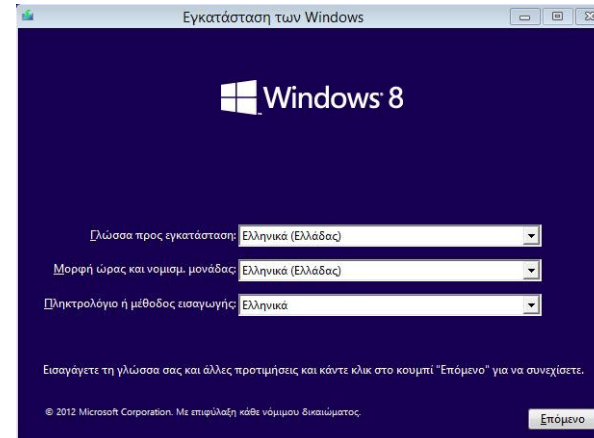 Εγκατάσταση των Windows
Windows 8
Γλώσσα προς εγκατάσταση: Ελληνικά (Ελλάδας)
Μορφή ώρας και νομισμ. μονάδας: Ελληνικά (Ελλάδας)
Πληκτρολόγιο ή μέθοδος εισαγωγής: Ελληνικά
Εισαγάγετε τη γλώσσα σας και άλλες προτιμήσεις και κάντε κλικ στο κουμπί "Επόμενο" για να συνεχίσετε.
© 2012 Microsoft Corporation. Με επιφύλαξη κάθε νόμιμου δικαιώματος.
Επόμενο